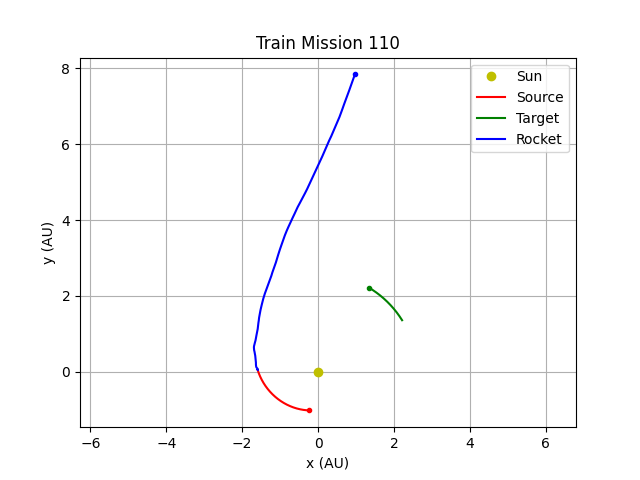 Train Mission 110
Sun
Source
Target
Rocket
8
6
4
2
0
y (AU)
−6
−4
−2
0
2
4
6
x (AU)